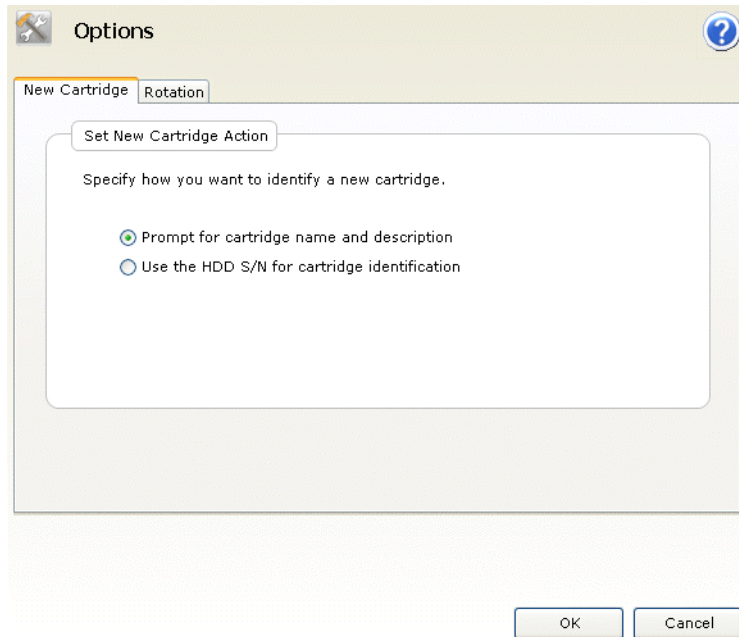 Options
New Cartridge
Rotation
Set New Cartridge Action
Specify how you want to identify a new cartridge.
Prompt for cartridge name and description
Use the HDD S/N for cartridge identification
OK
Cancel